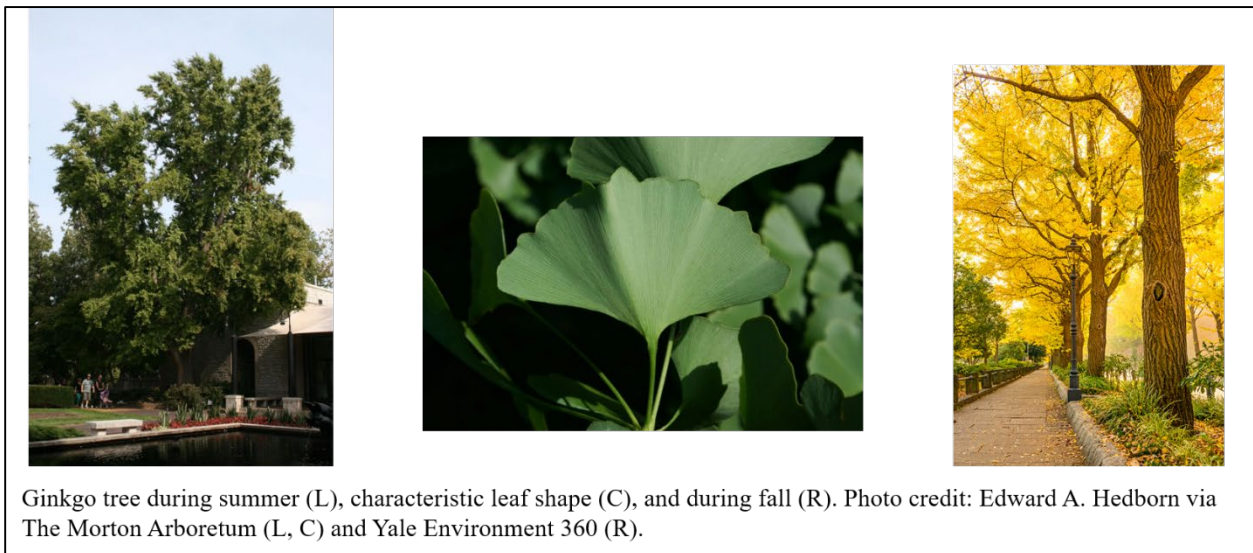 Ginkgo tree during summer (L), characteristic leaf shape (C), and during fall (R). Photo credit: Edward A. Hedborn via
The Morton Arboretum (L, C) and Yale Environment 360 (R).